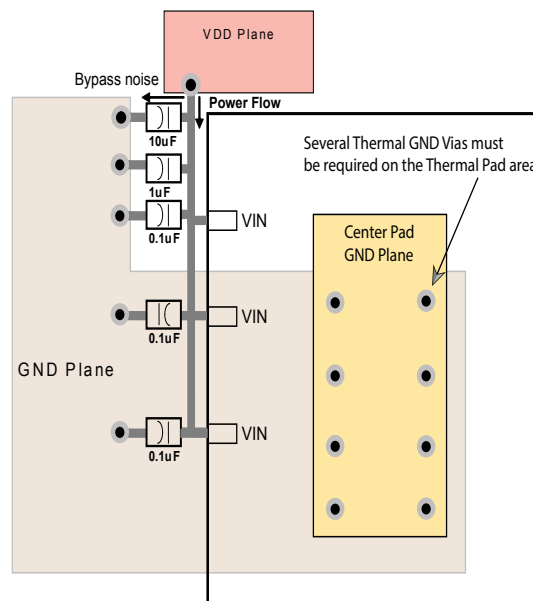 VDD Plane
Bypass noise
Power Flow
10uF
Several Thermal GND Vias must
be required on the Thermal Pad area
1uF
0.1uF
VIN
Center Pad
GND Plane
0.1uF
VIN
GND Plane
0.1uF
VIN